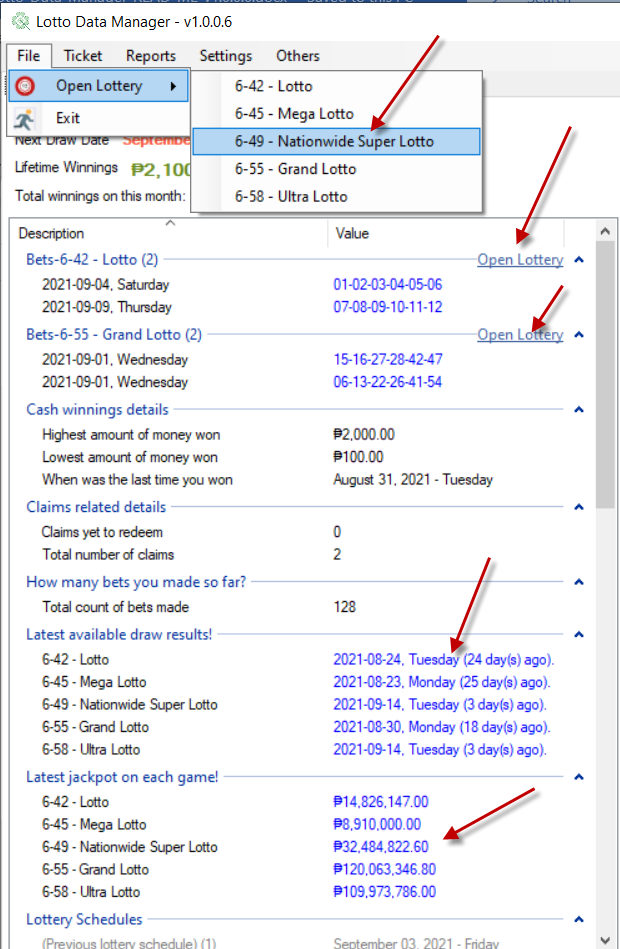 Lotto Data Manager - v1.0.0.6
File Ticket Reports Settings Others
Open Lottery
Exit
6-42 - Lotto
6-45 - Mega Lotto
6-49 - Nationwide Super Lotto
6-55 - Grand Lotto
6-58 - Ultra Lotto
Next Draw Date Septembe
Lifetime Winnings ₱2,100
Total winnings on this month:
Description Value
Bets-6-42 - Lotto (2) Open Lottery
2021-09-04, Saturday 01-02-03-04-05-06
2021-09-09, Thursday 07-08-09-10-11-12
Bets-6-55 - Grand Lotto (2) Open Lottery
2021-09-01, Wednesday 15-16-27-28-42-47
2021-09-01, Wednesday 06-13-22-26-41-54
Cash winnings details
Highest amount of money won ₱2,000.00
Lowest amount of money won ₱100.00
When was the last time you won August 31, 2021 - Tuesday
Claims related details
Claims yet to redeem 0
Total number of claims 2
How many bets you made so far?
Total count of bets made 128
Latest available draw results!
6-42 - Lotto 2021-08-24, Tuesday (24 day(s) ago).
6-45 - Mega Lotto 2021-08-23, Monday (25 day(s) ago).
6-49 - Nationwide Super Lotto 2021-09-14, Tuesday (3 day(s) ago).
6-55 - Grand Lotto 2021-08-30, Monday (18 day(s) ago).
6-58 - Ultra Lotto 2021-09-14, Tuesday (3 day(s) ago).
Latest jackpot on each game!
6-42 - Lotto ₱14,826,147.00
6-45 - Mega Lotto ₱8,910,000.00
6-49 - Nationwide Super Lotto ₱32,484,822.60
6-55 - Grand Lotto ₱120,063,346.80
6-58 - Ultra Lotto ₱109,973,786.00
Lottery Schedules
(Previous lottery schedule) (1) September 03, 2021 - Friday